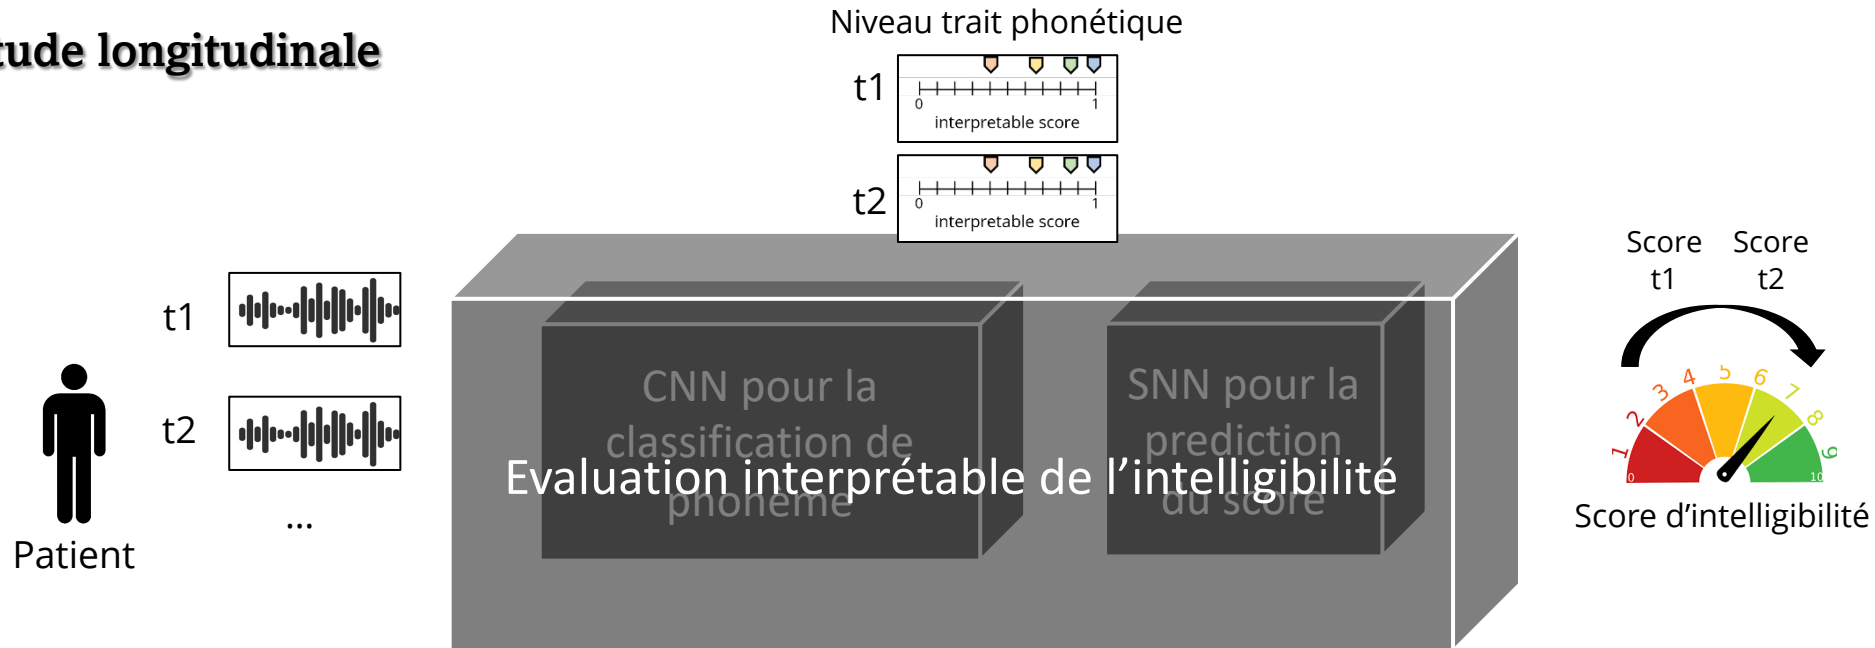 tude longitudinale
Niveau trait phonétique
t1
0
1
interpretable score
t2
0
1
interpretable score
t1
t2
...
Patient
CNN pour la
classification de
phonème
SNN pour la
prediction
du score
Evaluation interprétable de l'intelligibilité
Score Score
t1 t2
1 2 3 4 5 6 7 8 9
0 10
Score d'intelligibilité